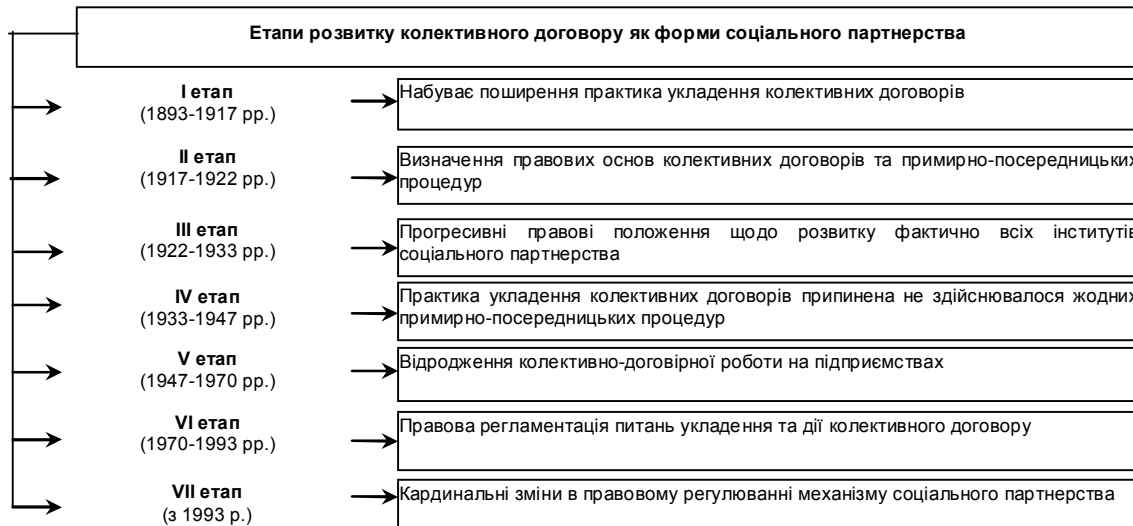 Етапи розвитку колективного договору як форми соціального партнерства
І етап
(1893-1917 рр.)
Набуває поширення практика укладення колективних договорів
ІІ етап
(1917-1922 рр.)
Визначення правових основ колективних договорів та примирно-посередницьких
процедур
ІІІ етап
(1922-1933 рр.)
Прогресивні правові положення щодо розвитку фактично всіх інститутів
соціального партнерства
IV етап
(1933-1947 рр.)
Практика укладення колективних договорів припинена не здійснювалося жодних
примирно-посередницьких процедур
V етап
(1947-1970 рр.)
Відродження колективно-договірної роботи на підприємствах
VI етап
(1970-1993 рр.)
Правова регламентація питань укладення та дії колективного договору
VII етап
(з 1993 р.)
Кардинальні зміни в правовому регулюванні механізму соціального партнерства